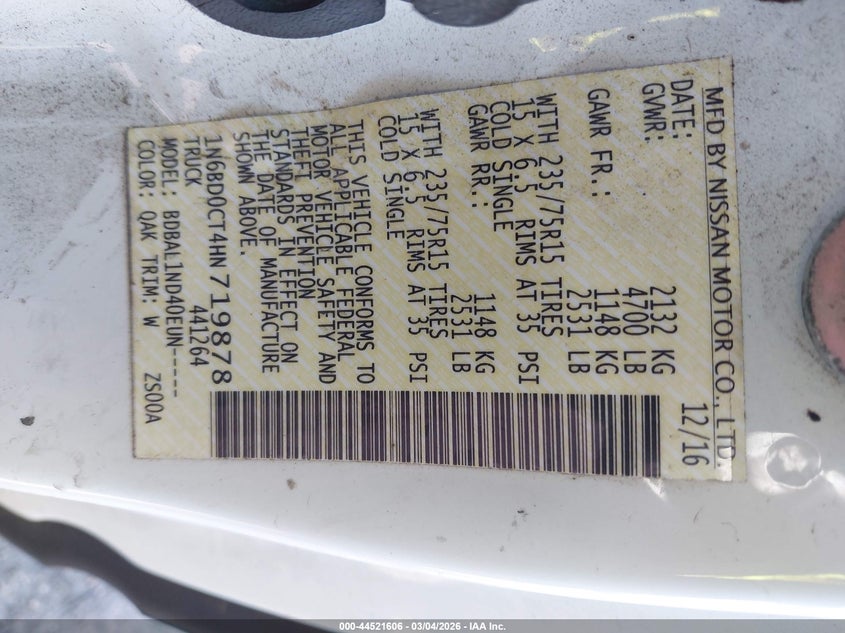 MFD BY NISSAN MOTOR CO., LTD.
DATE: 12/16
GVWR: 2132 KG
4700 LB
GAWR FR.: 1148 KG
2531 LB
WITH 235/75R15 TIRES
15 X 6.5 RIMS AT 35 PSI
COLD SINGLE
GAWR RR.: 1148 KG
2531 LB
WITH 235/75R15 TIRES
15 X 6.5 RIMS AT 35 PSI
COLD SINGLE
THIS VEHICLE CONFORMS TO
ALL APPLICABLE FEDERAL
MOTOR VEHICLE SAFETY AND
THEFT PREVENTION
STANDARDS IN EFFECT ON
THE DATE OF MANUFACTURE
SHOWN ABOVE.
1N6BD0CT4HN719878
TRUCK 441264
MODEL: BDBAL1ND40EUN-----
COLOR: QAK TRIM: W ZS00A
000-44521606 — 03/04/2026 — IAA Inc.